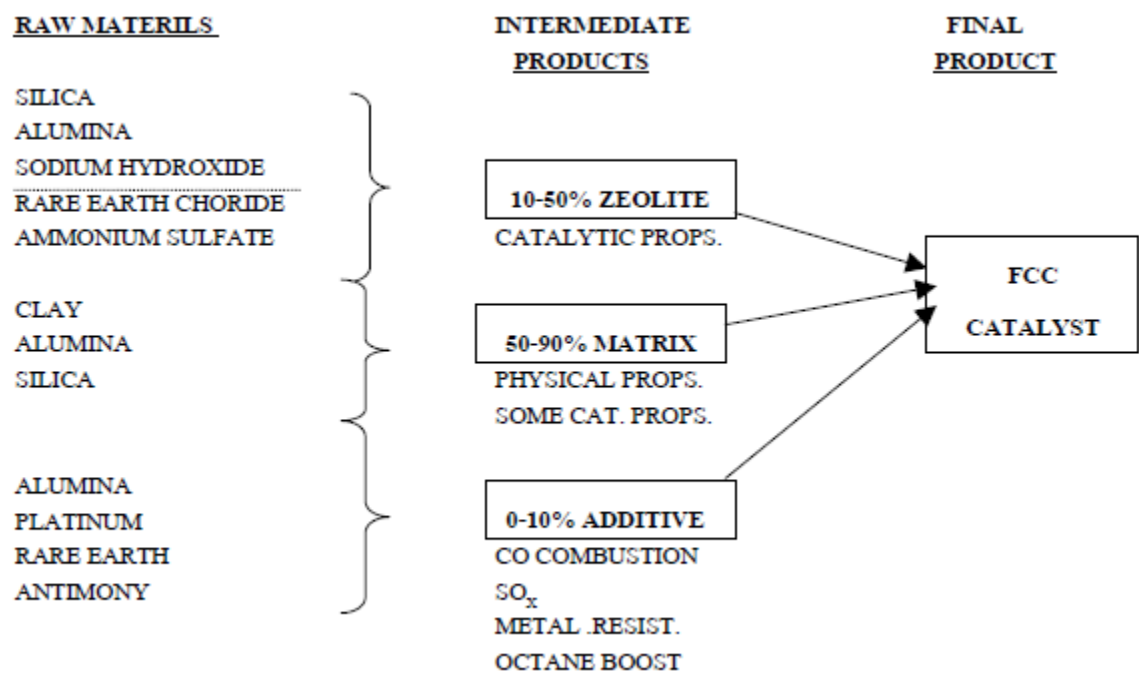 RAW MATERILS
SILICA
ALUMINA
SODIUM HYDROXIDE
RARE EARTH CHORIDE
AMMONIUM SULFATE
CLAY
ALUMINA
SILICA
ALUMINA
PLATINUM
RARE EARTH
ANTIMONY
INTERMEDIATE
PRODUCTS
10-50% ZEOLITE
CATALYTIC PROPS.
50-90% MATRIX
PHYSICAL PROPS.
SOME CAT. PROPS.
0-10% ADDITIVE
CO COMBUSTION
SOx
METAL .RESIST.
OCTANE BOOST
FINAL
PRODUCT
FCC
CATALYST